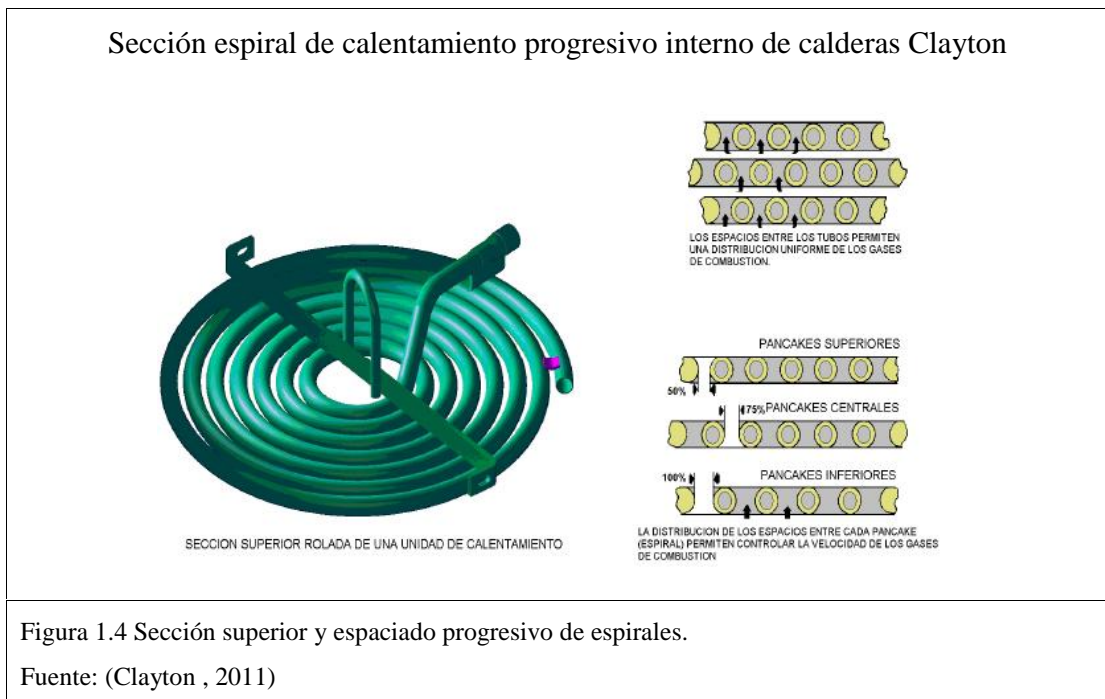 Sección espiral de calentamiento progresivo interno de calderas Clayton
LOS ESPACIOS ENTRE LOS TUBOS PERMITEN
UNA DISTRIBUCION UNIFORME DE LOS GASES
DE COMBUSTION.
PANCAKES SUPERIORES
50%
75% PANCAKES CENTRALES
PANCAKES INFERIORES
100%
LA DISTRIBUCION DE LOS ESPACIOS ENTRE CADA PANCAKE
(ESPIRAL) PERMITEN CONTROLAR LA VELOCIDAD DE LOS GASES
DE COMBUSTION
SECCION SUPERIOR ROLADA DE UNA UNIDAD DE CALENTAMIENTO
Figura 1.4 Sección superior y espaciado progresivo de espirales.
Fuente: (Clayton , 2011)